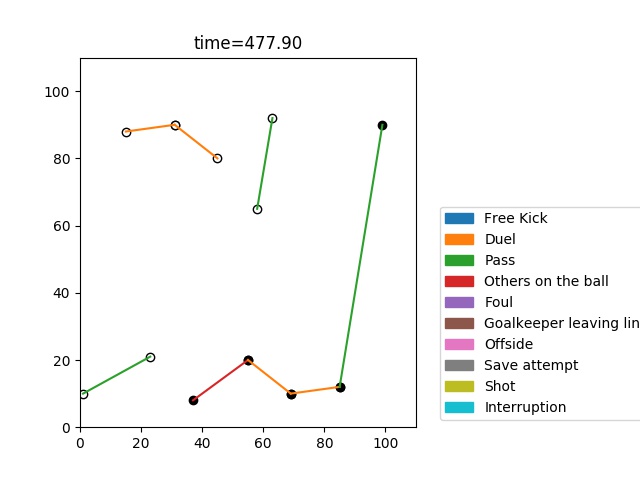 time=477.90
100
80
60
40
20
0
0 20 40 60 80 100
Free Kick
Duel
Pass
Others on the ball
Foul
Goalkeeper leaving lin
Offside
Save attempt
Shot
Interruption